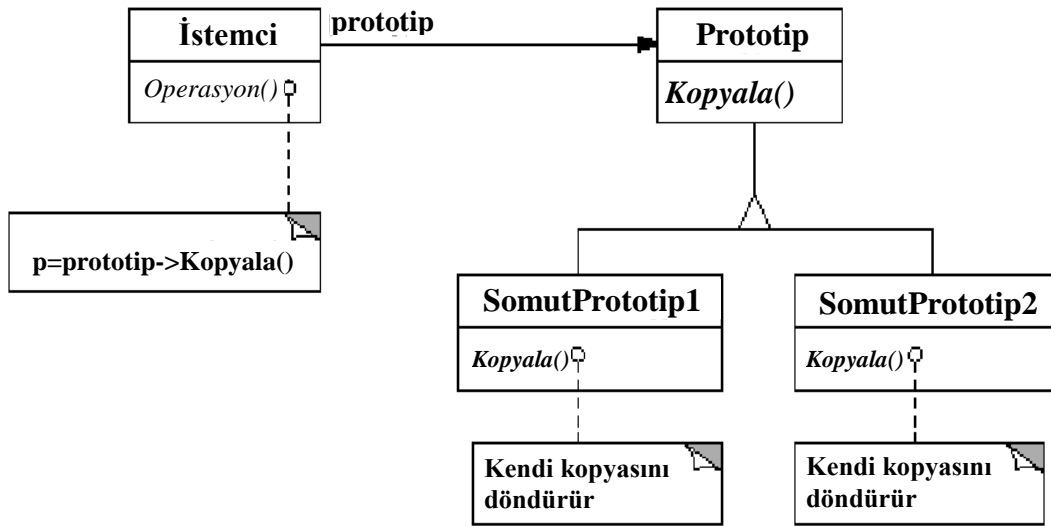 İstemci
prototip
Prototip
Operasyon()
Kopyala()
p=prototip->Kopyala()
SomutPrototip1
SomutPrototip2
Kopyala()
Kopyala()
Kendi kopyasını
döndürür
Kendi kopyasını
döndürür